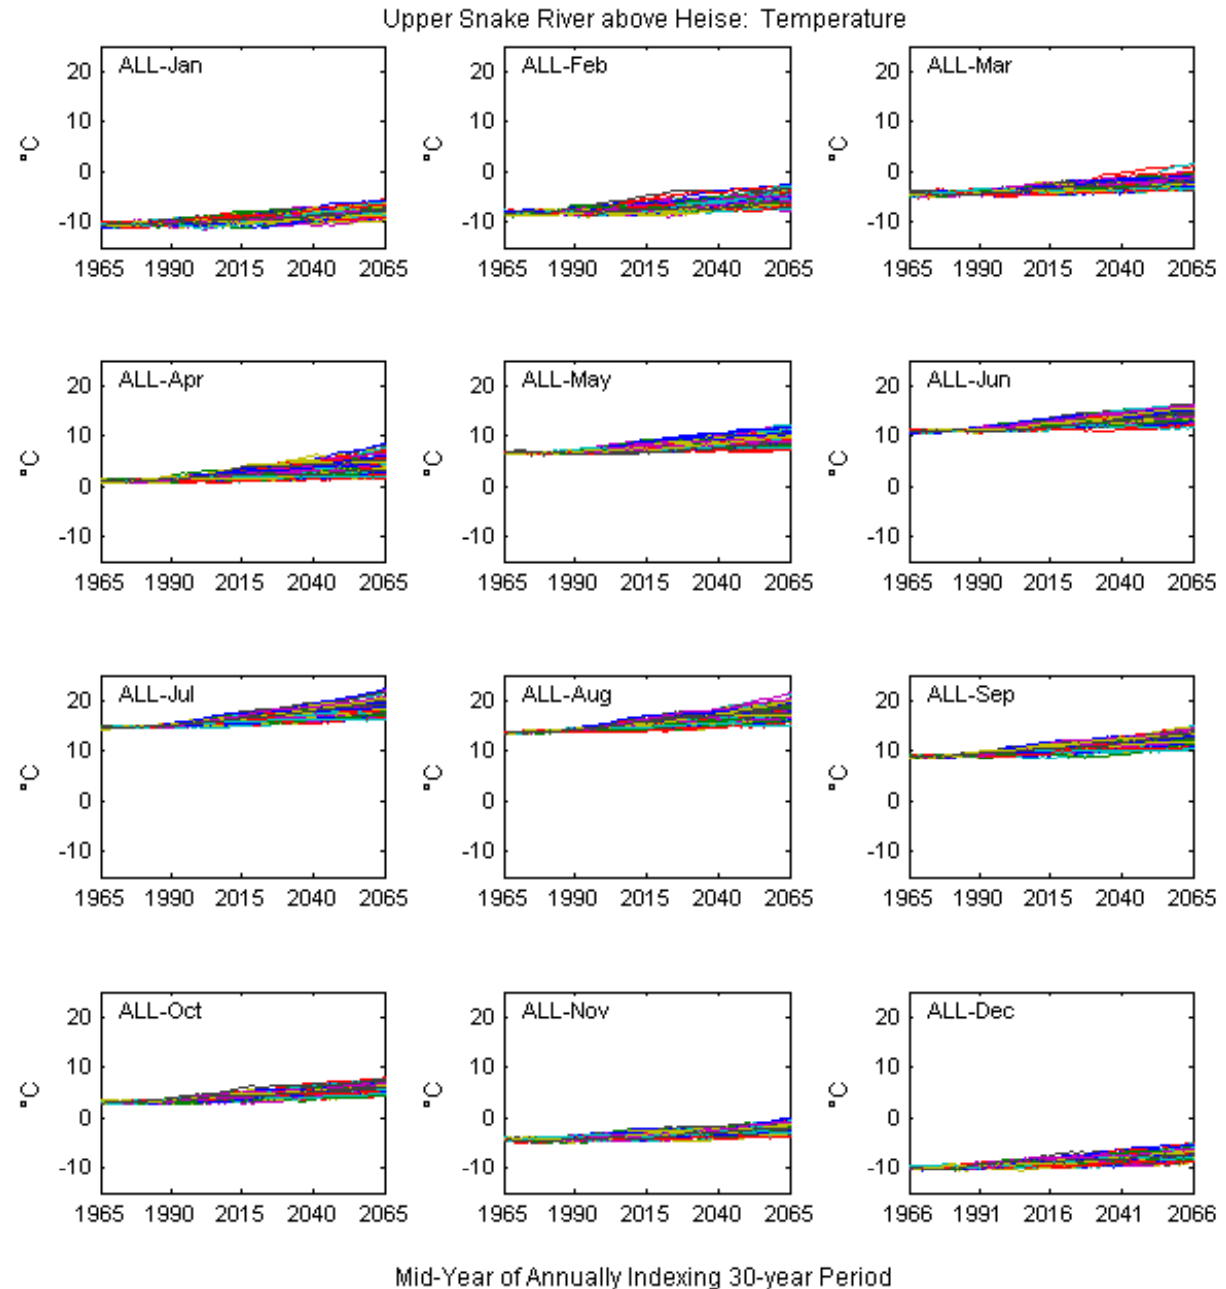 Upper Snake River above Heise: Temperature
ALL-Jan ALL-Feb ALL-Mar
20 20 20
10 10 10
°C °C °C
0 0 0
-10 -10 -10
1965 1990 2015 2040 2065 1965 1990 2015 2040 2065 1965 1990 2015 2040 2065
ALL-Apr ALL-May ALL-Jun
20 20 20
10 10 10
°C °C °C
0 0 0
-10 -10 -10
1965 1990 2015 2040 2065 1965 1990 2015 2040 2065 1965 1990 2015 2040 2065
ALL-Jul ALL-Aug ALL-Sep
20 20 20
10 10 10
°C °C °C
0 0 0
-10 -10 -10
1965 1990 2015 2040 2065 1965 1990 2015 2040 2065 1965 1990 2015 2040 2065
ALL-Oct ALL-Nov ALL-Dec
20 20 20
10 10 10
°C °C °C
0 0 0
-10 -10 -10
1965 1990 2015 2040 2065 1965 1990 2015 2040 2065 1966 1991 2016 2041 2066
Mid-Year of Annually Indexing 30-year Period